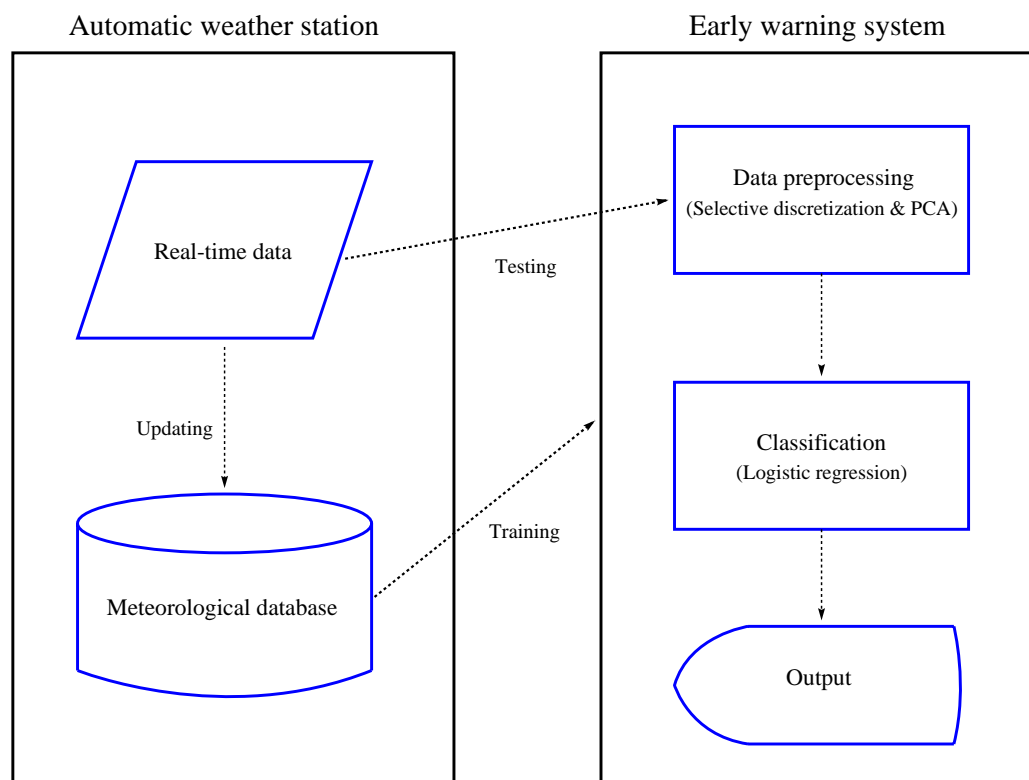 Automatic weather station
Early warning system
Real-time data
Updating
Meteorological database
Testing
Training
Data preprocessing
(Selective discretization & PCA)
Classification
(Logistic regression)
Output